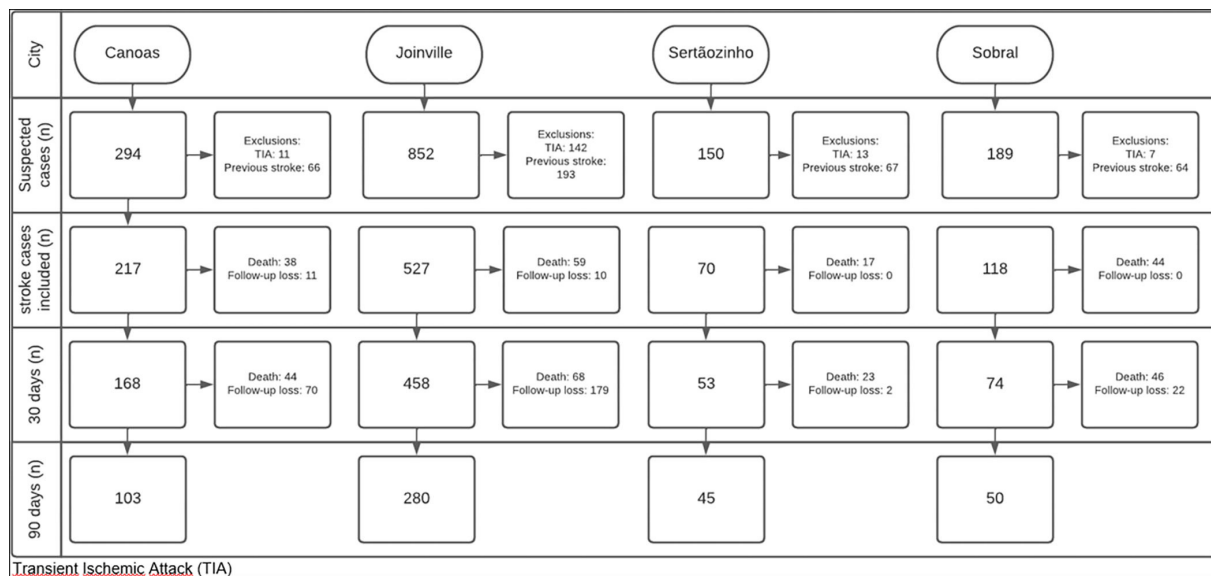 City
Canoas
Joinville
Sertãozinho
Sobral
Suspected
cases (n)
294
Exclusions:
TIA: 11
Previous stroke: 66
852
Exclusions:
TIA: 142
Previous stroke:
193
150
Exclusions:
TIA: 13
Previous stroke: 67
189
Exclusions:
TIA: 7
Previous stroke: 64
stroke cases
included (n)
217
Death: 38
Follow-up loss: 11
527
Death: 59
Follow-up loss: 10
70
Death: 17
Follow-up loss: 0
118
Death: 44
Follow-up loss: 0
30 days (n)
168
Death: 44
Follow-up loss: 70
458
Death: 68
Follow-up loss: 179
53
Death: 23
Follow-up loss: 2
74
Death: 46
Follow-up loss: 22
90 days (n)
103
280
45
50
Transient Ischemic Attack (TIA)